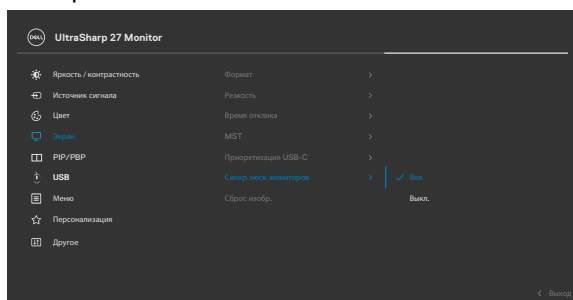 DELL UltraSharp 27 Monitor
Яркость / контрастность
Формат
Источник сигнала
Резкость
Цвет
Время отклика
Экран
MST
PIP/PBP
Приоретизация USB-C
USB
Синхр. неск. мониторов
Вкл.
Меню
Сброс изобр.
Выкл.
Персонализация
Другое
Выход